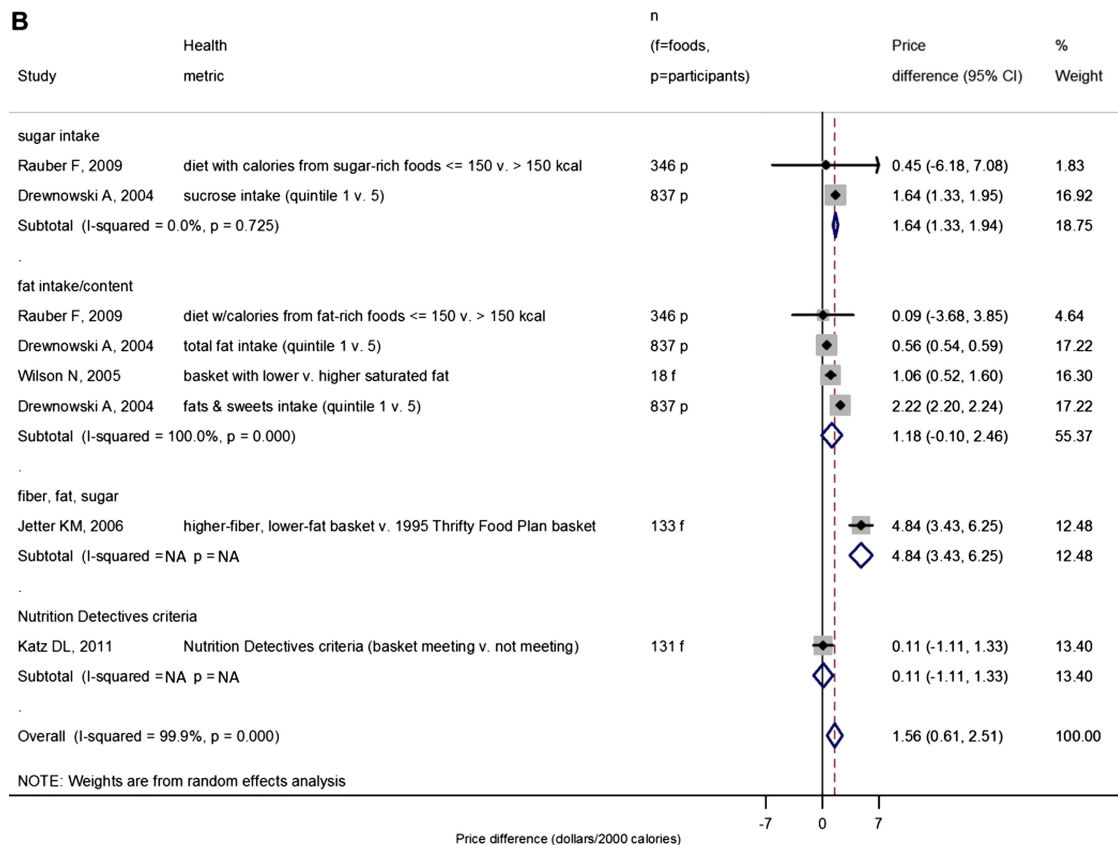 B
n
Health (f=foods, Price %
Study metric p=participants) difference (95% CI) Weight
sugar intake
Rauber F, 2009 diet with calories from sugar-rich foods <= 150 v. > 150 kcal 346 p 0.45 (-6.18, 7.08) 1.83
Drewnowski A, 2004 sucrose intake (quintile 1 v. 5) 837 p 1.64 (1.33, 1.95) 16.92
Subtotal (I-squared = 0.0%, p = 0.725) 1.64 (1.33, 1.94) 18.75
.
fat intake/content
Rauber F, 2009 diet w/calories from fat-rich foods <= 150 v. > 150 kcal 346 p 0.09 (-3.68, 3.85) 4.64
Drewnowski A, 2004 total fat intake (quintile 1 v. 5) 837 p 0.56 (0.54, 0.59) 17.22
Wilson N, 2005 basket with lower v. higher saturated fat 18 f 1.06 (0.52, 1.60) 16.30
Drewnowski A, 2004 fats & sweets intake (quintile 1 v. 5) 837 p 2.22 (2.20, 2.24) 17.22
Subtotal (I-squared = 100.0%, p = 0.000) 1.18 (-0.10, 2.46) 55.37
.
fiber, fat, sugar
Jetter KM, 2006 higher-fiber, lower-fat basket v. 1995 Thrifty Food Plan basket 133 f 4.84 (3.43, 6.25) 12.48
Subtotal (I-squared =NA p =NA 4.84 (3.43, 6.25) 12.48
.
Nutrition Detectives criteria
Katz DL, 2011 Nutrition Detectives criteria (basket meeting v. not meeting) 131 f 0.11 (-1.11, 1.33) 13.40
Subtotal (I-squared =NA p =NA 0.11 (-1.11, 1.33) 13.40
.
Overall (I-squared = 99.9%, p = 0.000) 1.56 (0.61, 2.51) 100.00
NOTE: Weights are from random effects analysis
-7 0 7
Price difference (dollars/2000 calories)